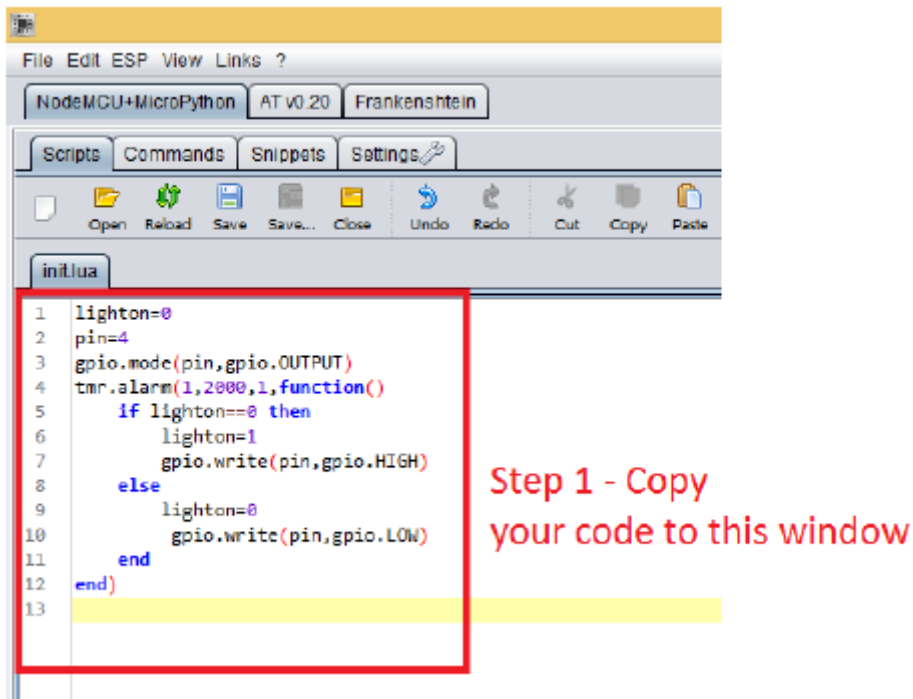 File Edit ESP View Links ?
NodeMCU+MicroPython AT v0.20 Frankenshtein
Scripts Commands Snippets Settings
Open Reload Save Save... Close Undo Redo Cut Copy Paste
init.lua
1 lighton=0
2 pin=4
3 gpio.mode(pin,gpio.OUTPUT)
4 tmr.alarm(1,2000,1,function()
5 if lighton==0 then
6 lighton=1
7 gpio.write(pin,gpio.HIGH)
8 else
9 lighton=0
10 gpio.write(pin,gpio.LOW)
11 end
12 end)
13
Step 1 - Copy
your code to this window